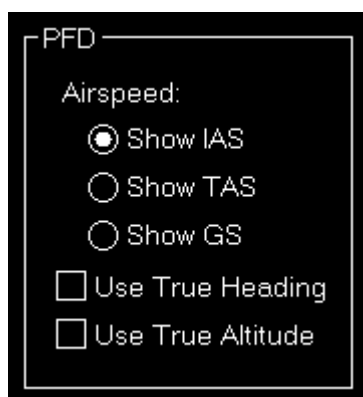 PFD
Airspeed:
Show IAS
Show TAS
Show GS
Use True Heading
Use True Altitude